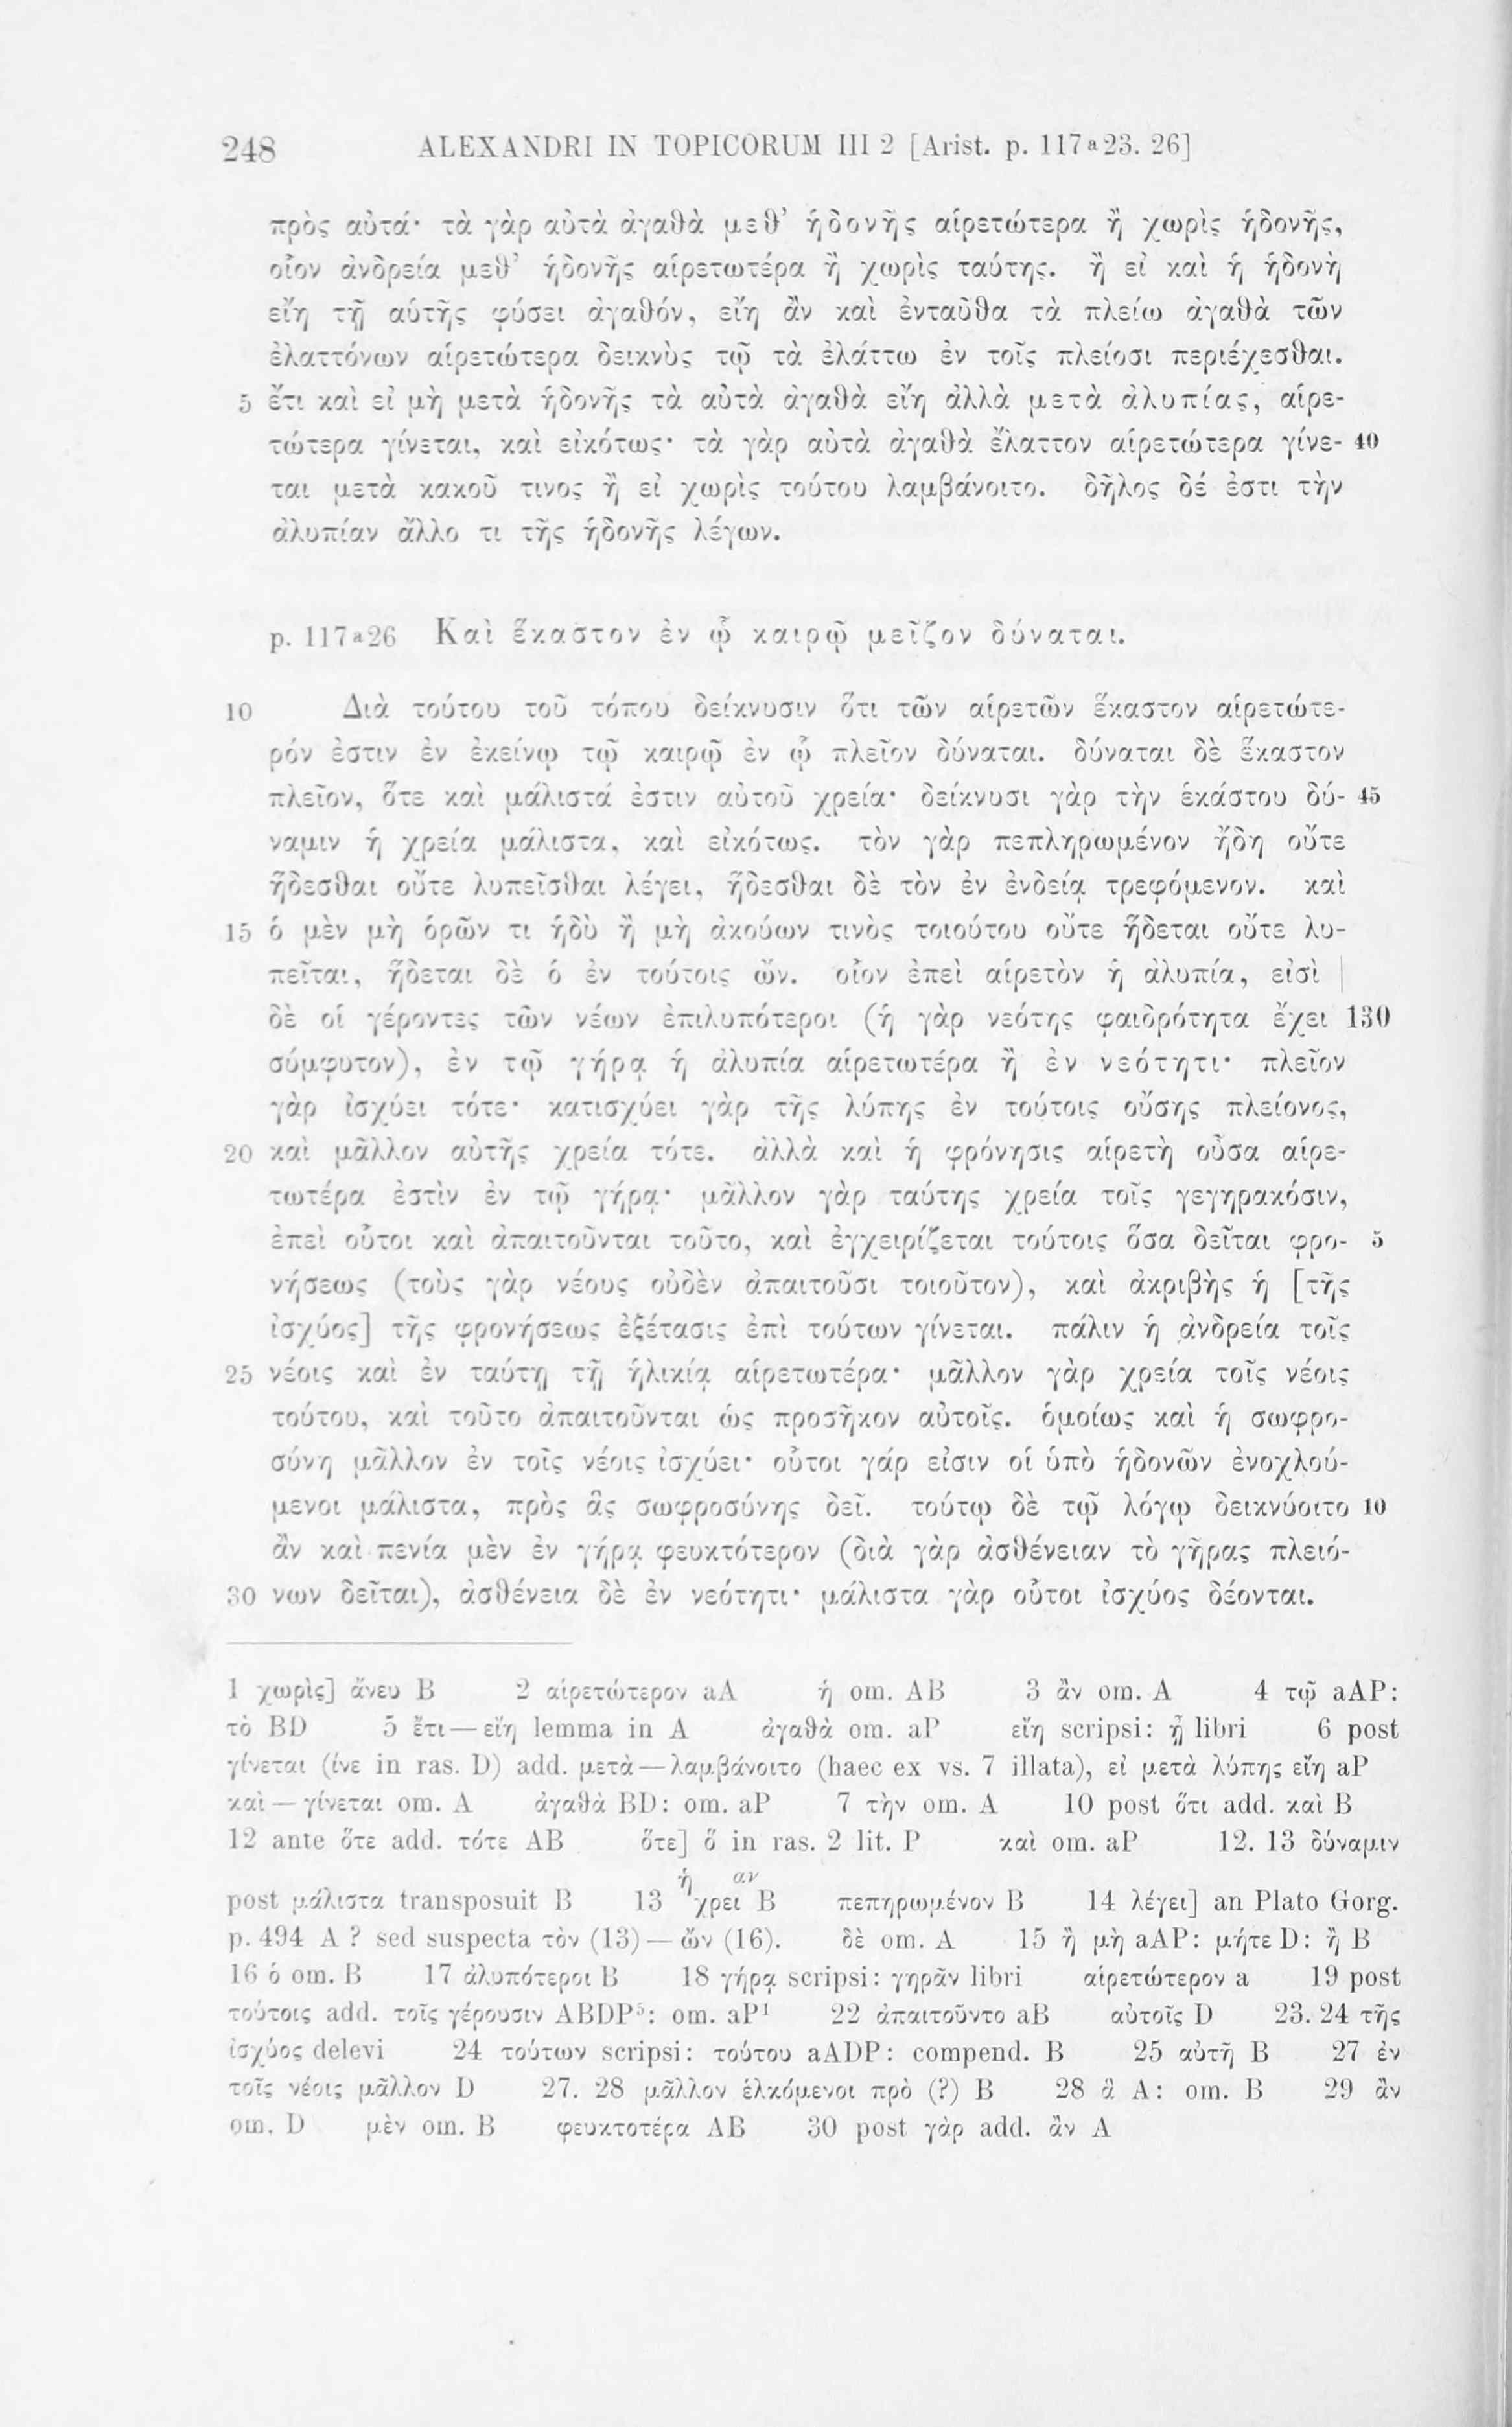 248 ALEXANDRI IN TOPICORUM III 2 [Arist. p. 117ª23. 26]
πρὸς αὐτά· τὰ γὰρ αὐτὰ ἀγαθὰ μεθ’ ἡδονῆς αἱρετώτερα ἢ χωρὶς ἡδονῆς,
οἷον ἀνδρεία μεθ’ ἡδονῆς αἱρετωτέρα ἢ χωρὶς ταύτης. ἢ εἰ καὶ ἡ ἡδονὴ
εἴη τῇ αὑτῆς φύσει ἀγαθόν, εἴη ἂν καὶ ἐνταῦθα τὰ πλείω ἀγαθὰ τῶν
ἐλαττόνων αἱρετώτερα δεικνὺς τῷ τὰ ἐλάττω ἐν τοῖς πλείοσι περιέχεσθαι.
5 ἔτι καὶ εἰ μὴ μετὰ ἡδονῆς τὰ αὐτὰ ἀγαθὰ εἴη ἀλλὰ μετὰ ἀλυπίας, αἱρε-
τώτερα γίνεται, καὶ εἰκότως· τὰ γὰρ αὐτὰ ἀγαθὰ ἔλαττον αἱρετώτερα γίνε- 40
ται μετὰ κακοῦ τινος ἢ εἰ χωρὶς τούτου λαμβάνοιτο. δῆλος δέ ἐστι τὴν
ἀλυπίαν ἄλλο τι τῆς ἡδονῆς λέγων.
p. 117ª26 Καὶ ἕκαστον ἐν ᾧ καιρῷ μεῖζον δύναται.
10 Διὰ τούτου τοῦ τόπου δείκνυσιν ὅτι τῶν αἱρετῶν ἕκαστον αἱρετώτε-
ρόν ἐστιν ἐν ἐκείνῳ τῷ καιρῷ ἐν ᾧ πλεῖον δύναται. δύναται δὲ ἕκαστον
πλεῖον, ὅτε καὶ μάλιστά ἐστιν αὐτοῦ χρεία· δείκνυσι γὰρ τὴν ἑκάστου δύ- 45
ναμιν ἡ χρεία μάλιστα, καὶ εἰκότως. τὸν γὰρ πεπληρωμένον ἤδη οὔτε
ἥδεσθαι οὔτε λυπεῖσθαι λέγει, ἥδεσθαι δὲ τὸν ἐν ἐνδείᾳ τρεφόμενον. καὶ
15 ὁ μὲν μὴ ὁρῶν τι ἡδὺ ἢ μὴ ἀκούων τινὸς τοιούτου οὔτε ἥδεται οὔτε λυ-
πεῖται, ἥδεται δὲ ὁ ἐν τούτοις ὤν. οἷον ἐπεὶ αἱρετὸν ἡ ἀλυπία, εἰσὶ |
δὲ οἱ γέροντες τῶν νέων ἐπιλυπότεροι (ἡ γὰρ νεότης φαιδρότητα ἔχει 130
σύμφυτον), ἐν τῷ γήρᾳ ἡ ἀλυπία αἱρετωτέρα ἢ ἐν νεότητι· πλεῖον
γὰρ ἰσχύει τότε· κατισχύει γὰρ τῆς λύπης ἐν τούτοις οὔσης πλείονος,
20 καὶ μᾶλλον αὐτῆς χρεία τότε. ἀλλὰ καὶ ἡ φρόνησις αἱρετὴ οὖσα αἱρε-
τωτέρα ἐστὶν ἐν τῷ γήρᾳ· μᾶλλον γὰρ ταύτης χρεία τοῖς γεγηρακόσιν,
ἐπεὶ οὗτοι καὶ ἀπαιτοῦνται τοῦτο, καὶ ἐγχειρίζεται τούτοις ὅσα δεῖται φρο- 5
νήσεως (τοὺς γὰρ νέους οὐδὲν ἀπαιτοῦσι τοιοῦτον), καὶ ἀκριβὴς ἡ [τῆς
ἰσχύος] τῆς φρονήσεως ἐξέτασις ἐπὶ τούτων γίνεται. πάλιν ἡ ἀνδρεία τοῖς
25 νέοις καὶ ἐν ταύτῃ τῇ ἡλικίᾳ αἱρετωτέρα· μᾶλλον γὰρ χρεία τοῖς νέοις
τούτου, καὶ τοῦτο ἀπαιτοῦνται ὡς προσῆκον αὐτοῖς. ὁμοίως καὶ ἡ σωφρο-
σύνη μᾶλλον ἐν τοῖς νέοις ἰσχύει· οὗτοι γάρ εἰσιν οἱ ὑπὸ ἡδονῶν ἐνοχλού-
μενοι μάλιστα, πρὸς ἃς σωφροσύνης δεῖ. τούτῳ δὲ τῷ λόγῳ δεικνύοιτο 10
ἂν καὶ πενία μὲν ἐν γήρᾳ φευκτότερον (διὰ γὰρ ἀσθένειαν τὸ γῆρας πλειό-
30 νων δεῖται), ἀσθένεια δὲ ἐν νεότητι· μάλιστα γὰρ οὗτοι ἰσχύος δέονται.
1 χωρὶς] ἄνευ B 2 αἱρετώτερον aA ἡ om. AB 3 ἂν om. A 4 τῷ aAP:
τὸ BD 5 ἔτι—εἴη lemma in A ἀγαθὰ om. aP εἴη scripsi: ᾖ libri 6 post
γίνεται (ίνε in ras. D) add. μετὰ—λαμβάνοιτο (haec ex vs. 7 illata), εἰ μετὰ λύπης εἴη aP
καὶ — γίνεται om. A ἀγαθὰ BD: om. aP 7 τὴν om. A 10 post ὅτι add. καὶ B
12 ante ὅτε add. τότε AB ὅτε] ὅ in ras. 2 lit. P καὶ om. aP 12. 13 δύναμιν
post μάλιστα transposuit B 13 ἡ χρειαν B πεπηρωμένον B 14 λέγει] an Plato Gorg.
p. 494 A ? sed suspecta τὸν (13) — ὤν (16). δὲ om. A 15 ἢ μὴ aAP: μήτε D: ἢ B
16 ὁ om. B 17 ἀλυπότεροι B 18 γήρᾳ scripsi: γηρᾶν libri αἱρετώτερον a 19 post
τούτοις add. τοῖς γέρουσιν ABDP⁵: om. aP¹ 22 ἀπαιτοῦντο aB αὐτοῖς D 23. 24 τῆς
ἰσχύος delevi 24 τούτων scripsi: τούτου aADP: compend. B 25 αὐτῆ B 27 ἐν
τοῖς νέοις μᾶλλον D 27. 28 μᾶλλον ἑλκόμενοι πρὸ (?) B 28 ἃ A: om. B 29 ἂν
om. D μὲν om. B φευκτοτέρα AB 30 post γὰρ add. ἂν A